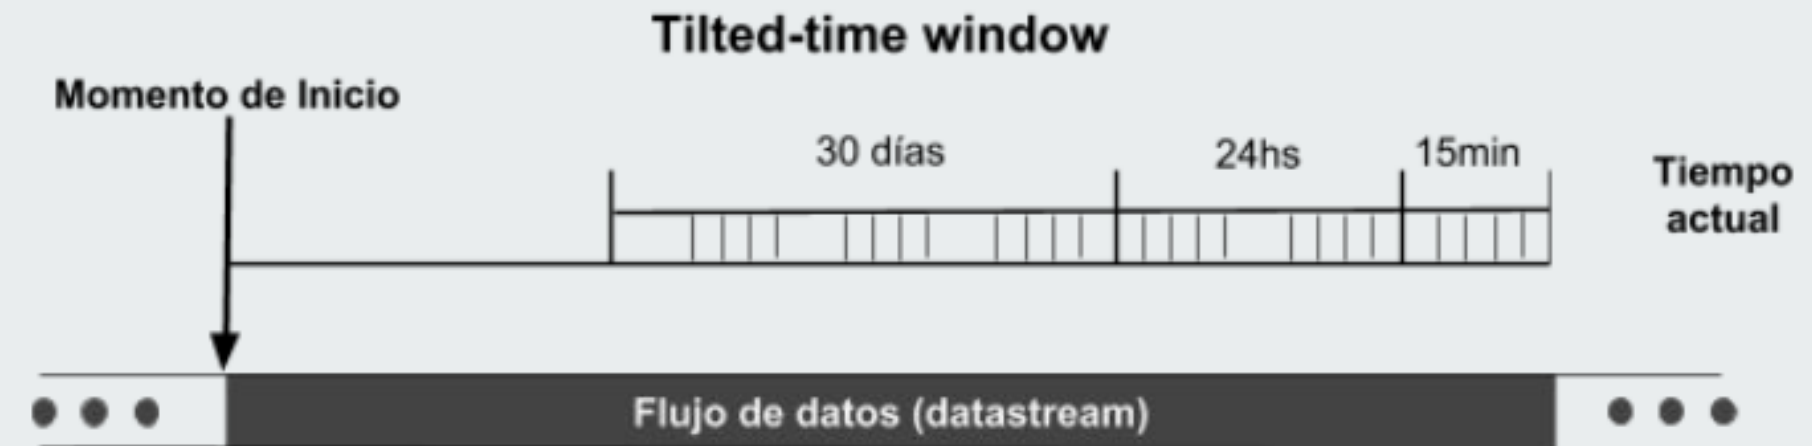 Tilted-time window
Momento de Inicio
30 días
24hs
15min
Tiempo
actual
Flujo de datos (datastream)